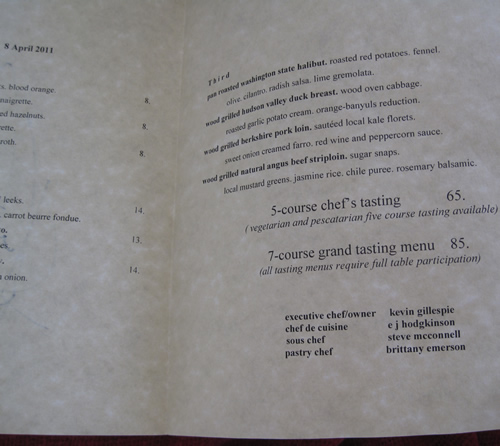 8 April 2011
s. blood orange.
naigrette. 8.
ed hazelnuts.
rette. 8.
roth.
8.
leeks. 14.
carrot beurre fondue.
o. 13.
es.
onion. 14.
Third
pan roasted washington state halibut. roasted red potatoes. fennel.
olive. cilantro. radish salsa. lime gremolata.
wood grilled hudson valley duck breast. wood oven cabbage.
roasted garlic potato cream. orange-banyuls reduction.
wood grilled berkshire pork loin. sautéed local kale florets.
sweet onion creamed farro. red wine and peppercorn sauce.
wood grilled natural angus beef striploin. sugar snaps.
local mustard greens. jasmine rice. chile puree. rosemary balsamic.
5-course chef's tasting 65.
( vegetarian and pescatarian five course tasting available)
7-course grand tasting menu 85.
(all tasting menus require full table participation)
executive chef/owner kevin gillespie
chef de cuisine e j hodgkinson
sous chef steve mcconnell
pastry chef brittany emerson